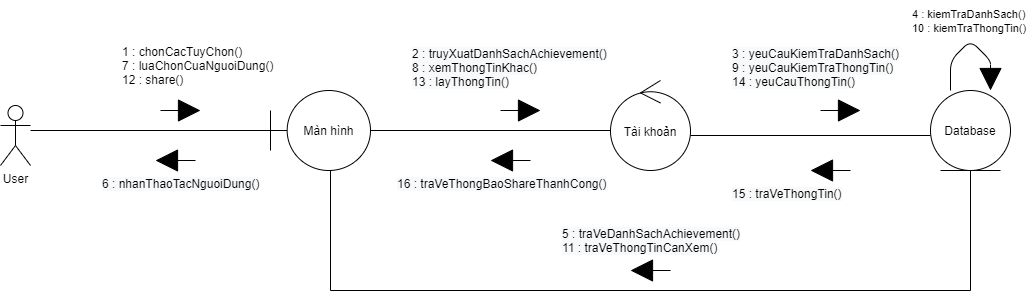 4 : kiemTraDanhSach()
10 : kiemTraThongTin()
1 : chonCacTuyChon()
7 : luaChonCuaNguoiDung()
12 : share()
2 : truyXuatDanhSachAchievement()
8 : xemThongTinKhac()
13 : layThongTin()
3 : yeuCauKiemTraDanhSach()
9 : yeuCauKiemTraThongTin()
14 : yeuCauThongTin()
Màn hình
Tài khoản
Database
User
6 : nhanThaoTacNguoiDung()
16 : traVeThongBaoShareThanhCong()
15 : traVeThongTin()
5 : traVeDanhSachAchievement()
11 : traVeThongTinCanXem()